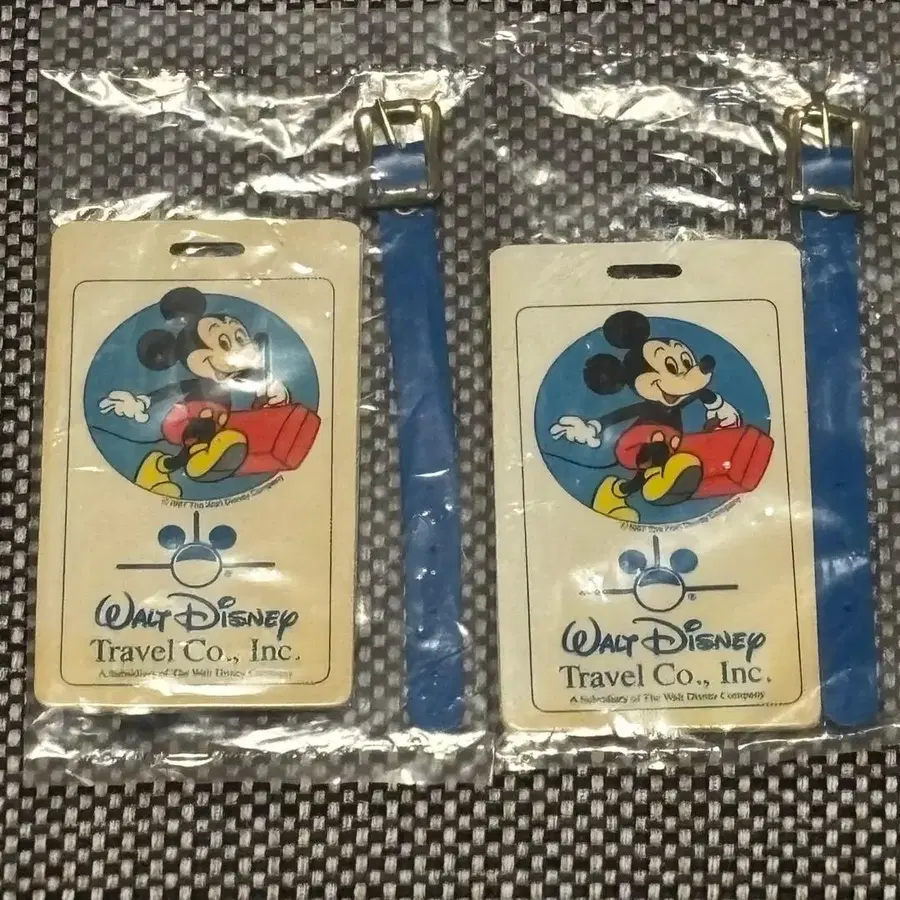 © 1987 The Walt Disney Company
®
WALT DISNEY
Travel Co., Inc.
A Subsidiary of The Walt Disney Company
© 1987 The Walt Disney Company
®
WALT DISNEY
Travel Co., Inc.
A Subsidiary of The Walt Disney Company